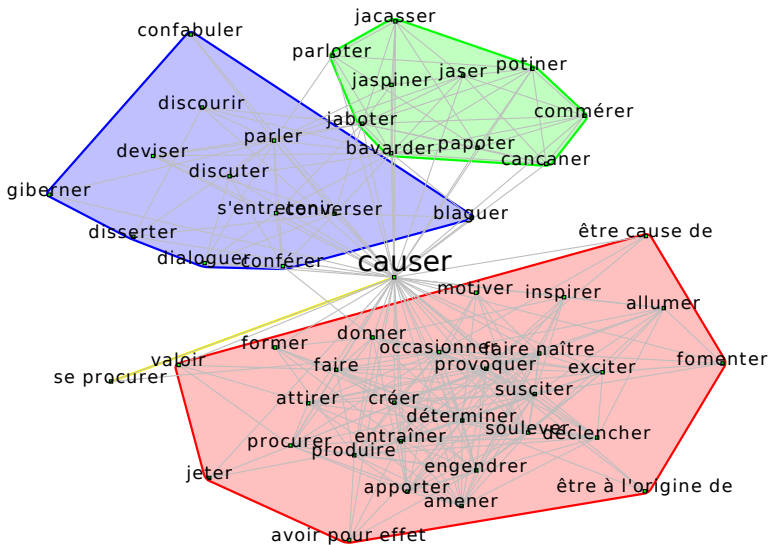 jacasser
confabuler
parloter
potiner
jaser
jaspiner
discourir
commérer
jaboter
parler
papoter
bavarder
deviser
cancaner
discuter
giberner
s'entretenir
converser
blaguer
disserter
être cause de
dialoguer
conférer
causer
motiver
inspirer
allumer
donner
former
occasionner
faire naître
valoir
fomenter
faire
provoquer
exciter
se procurer
susciter
attirer
créer
déterminer
soulever
déclencher
procurer
entraîner
produire
engendrer
jeter
apporter
être à l'origine de
amener
avoir pour effet